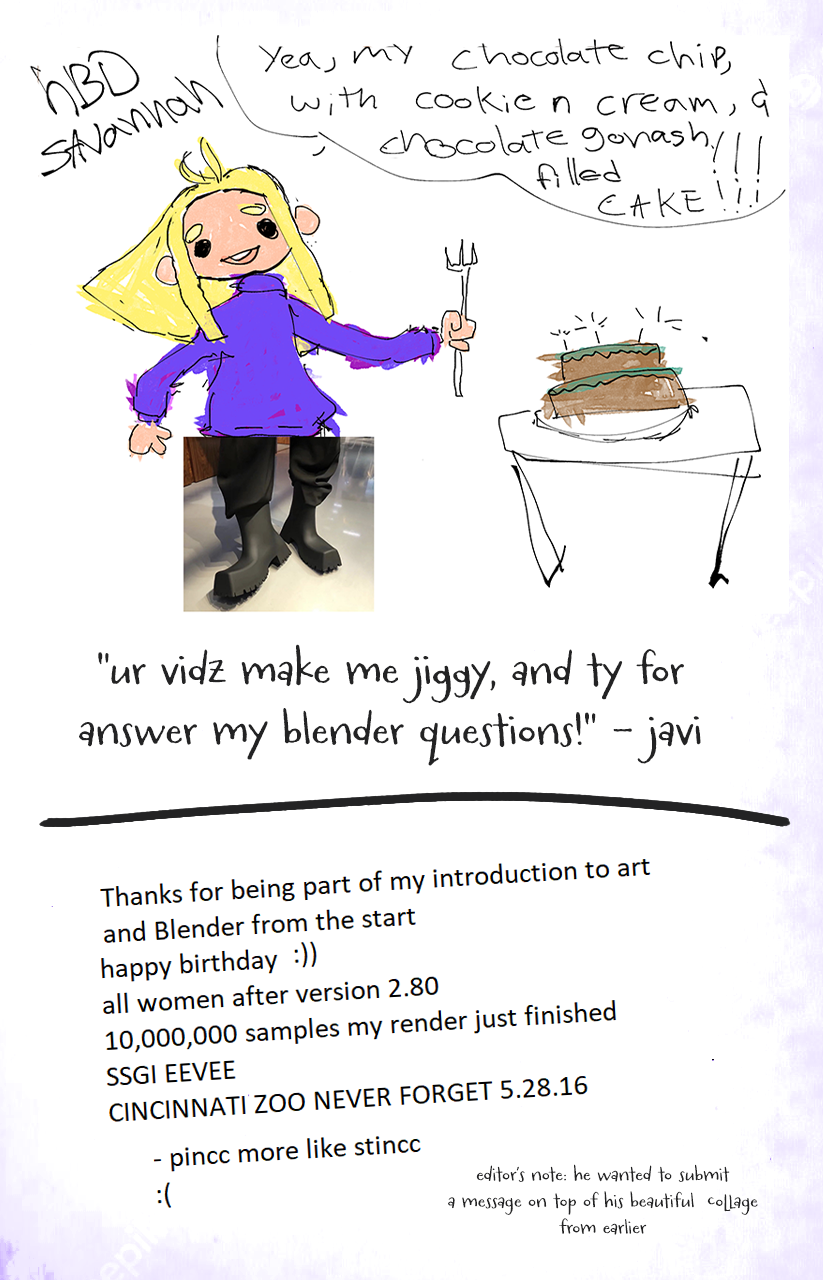 hBD
SAvannah
Yea, my chocolate chip,
with cookie n cream, &
chocolate gonash
filled
CAKE!!!
"ur vidz make me jiggy, and ty for
answer my blender questions!" - javi
Thanks for being part of my introduction to art
and Blender from the start
happy birthday :))
all women after version 2.80
10,000,000 samples my render just finished
SSGI EEVEE
CINCINNATI ZOO NEVER FORGET 5.28.16
- pincc more like stincc
:(
editor's note: he wanted to submit
a message on top of his beautiful collage
from earlier